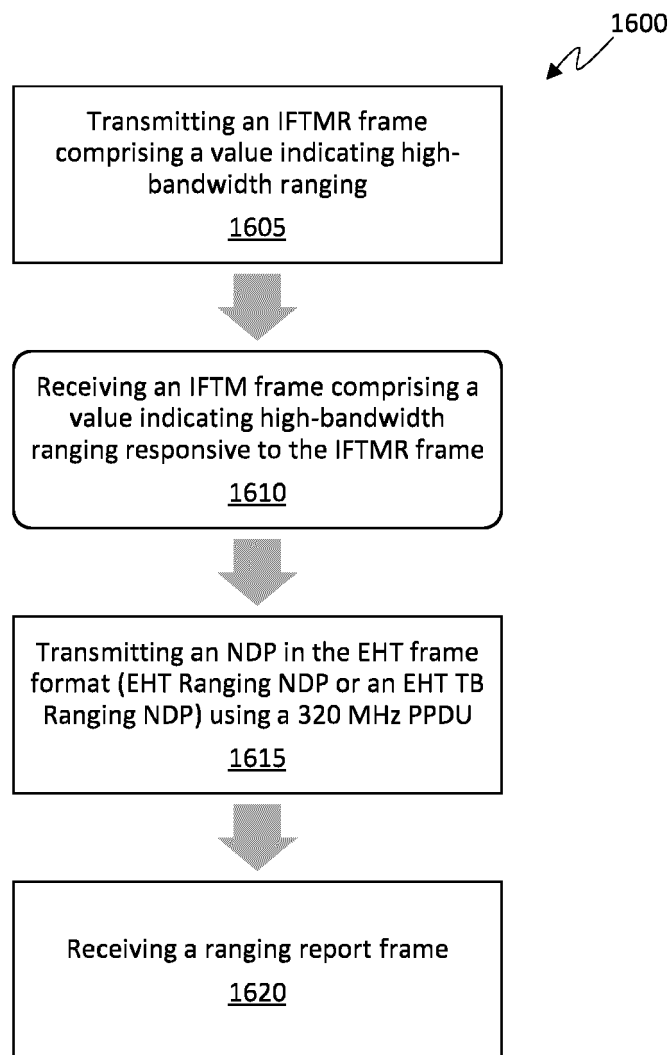 1600
Transmitting an IFTMR frame
comprising a value indicating high-
bandwidth ranging
1605
Receiving an IFTM frame comprising a
value indicating high-bandwidth
ranging responsive to the IFTMR frame
1610
Transmitting an NDP in the EHT frame
format (EHT Ranging NDP or an EHT TB
Ranging NDP) using a 320 MHz PPDU
1615
Receiving a ranging report frame
1620